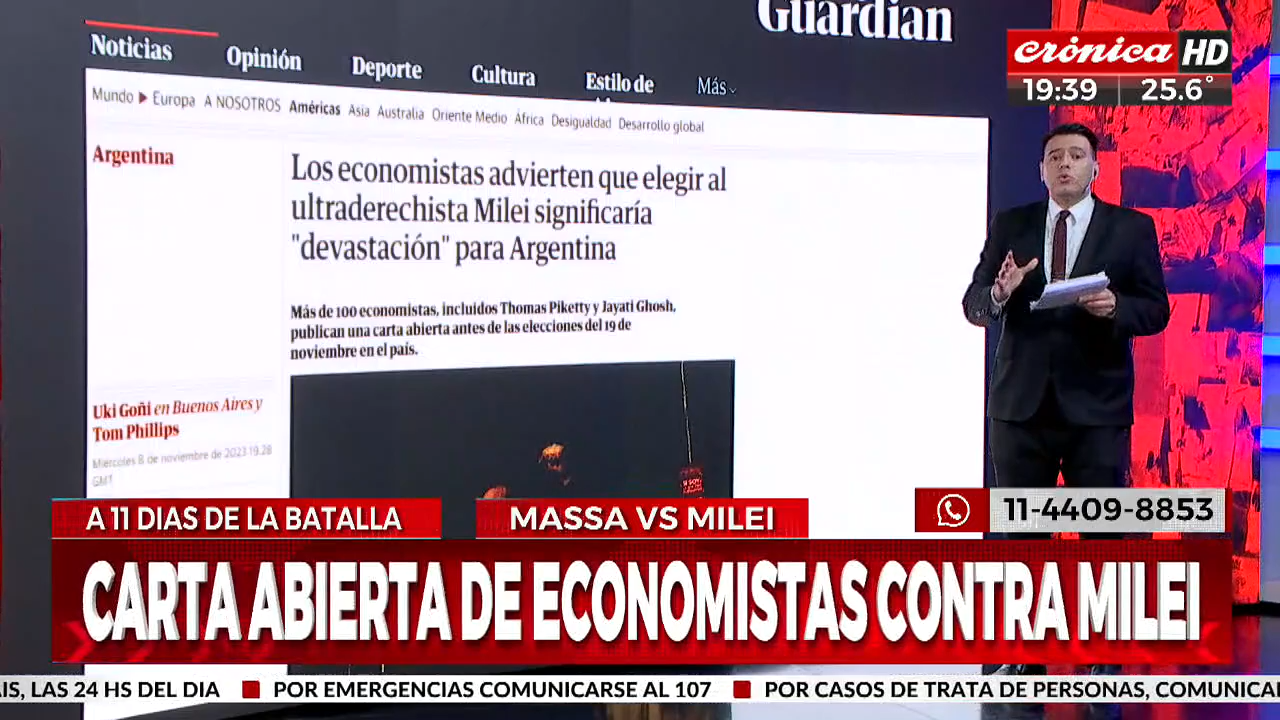 Guardian
Noticias Opinión Deporte Cultura Estilo de Más
Mundo Europa A NOSOTROS Américas Asia Australia Oriente Medio África Desigualdad Desarrollo global
Argentina
Los economistas advierten que elegir al
ultraderechista Milei significaría
"devastación" para Argentina
Más de 100 economistas, incluidos Thomas Piketty y Jayati Ghosh,
publican una carta abierta antes de las elecciones del 19 de
noviembre en el país.
Uki Goñi en Buenos Aires y
Tom Phillips
Miércoles 8 de noviembre de 2023 19.28
GMT
crónica HD
19:39 25.6°
A 11 DIAS DE LA BATALLA
MASSA VS MILEI
11-4409-8853
CARTA ABIERTA DE ECONOMISTAS CONTRA MILEI
IS, LAS 24 HS DEL DIA POR EMERGENCIAS COMUNICARSE AL 107 POR CASOS DE TRATA DE PERSONAS, COMUNICA